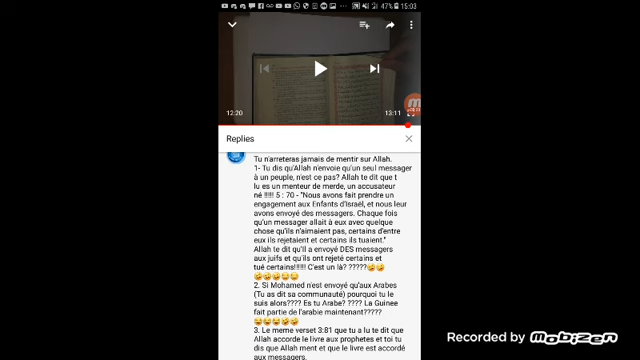 47% 15:03
12:20
13:11
Replies
Tu n'arreteras jamais de mentir sur Allah.
1- Tu dis qu'Allah n'envoie qu'un seul messager
à un peuple, n'est ce pas? Allah te dit que t
lu es un menteur de merde, un accusateur
né !!!!! 5 : 70 - "Nous avons fait prendre un
engagement aux Enfants d'Israël, et nous leur
avons envoyé des messagers. Chaque fois
qu'un messager allait à eux avec quelque
chose qu'ils n'aimaient pas, certains d'entre
eux ils rejetaient et certains ils tuaient."
Allah te dit qu'il a envoyé DES messagers
aux juifs et qu'ils ont rejeté certains et
tué certains!!!!!! C'est un là? ?????🤣🤣
🤣🤣🤣😂😂
2. Si Mohamed n'est envoyé qu'aux Arabes
(Tu as dit sa communauté) pourquoi tu le
suis alors???? Es tu Arabe? ???? La Guinee
fait partie de l'arabie maintenant?????
😂😂😂🤣🤣
3. Le meme verset 3:81 que tu a lu te dit que
Allah accorde le livre aux prophetes et toi tu
dis que Allah ment et que le livre est accordé
aux messagers.
Recorded by MOBIZEN